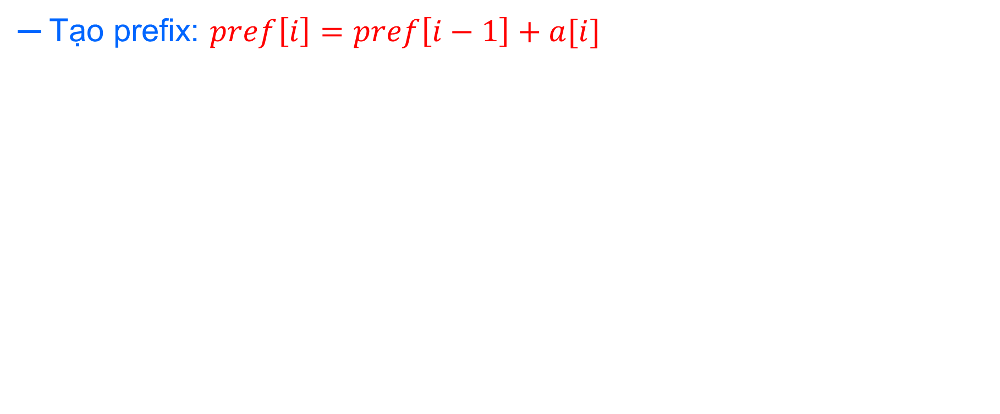 — Tạo prefix: pref[i] = pref[i − 1] + a[i]